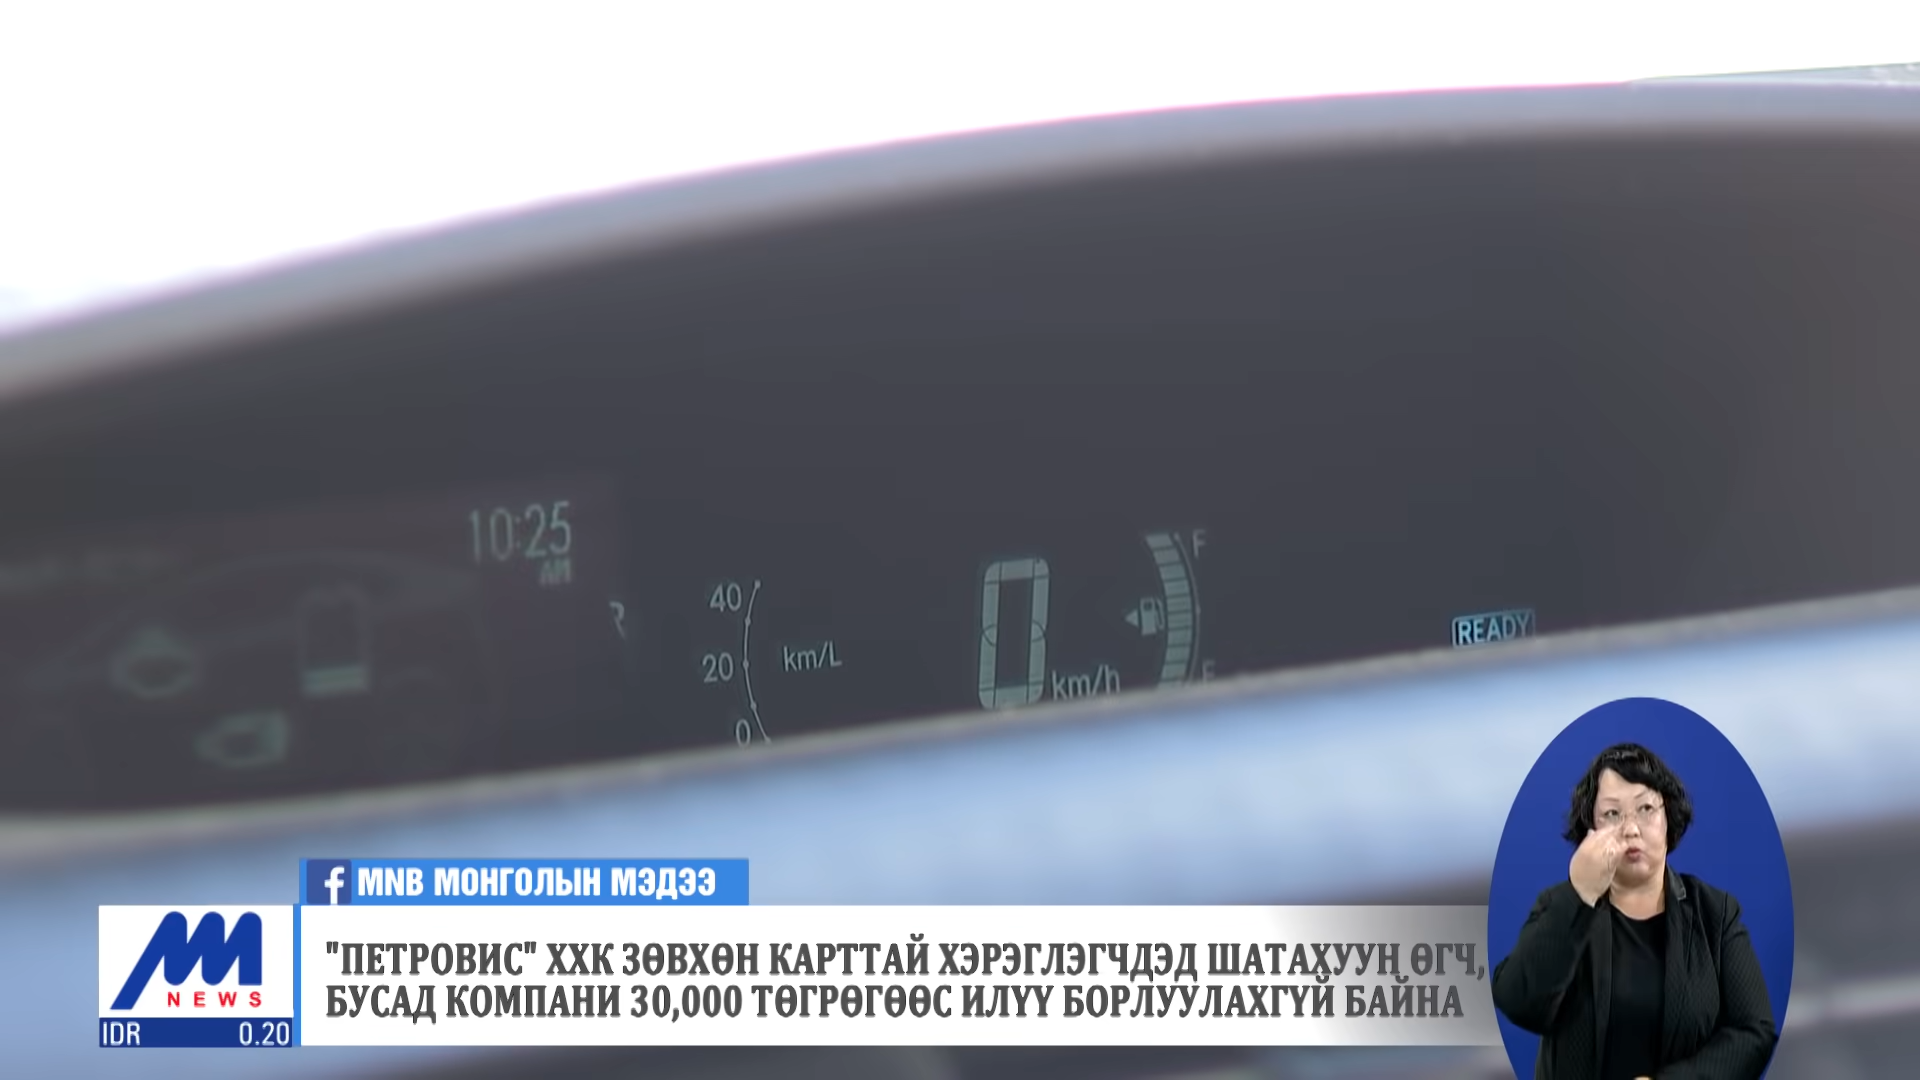 10:25
AM
40
20
km/L
0
0
km/h
F
E
READY
MNB МОНГОЛЫН МЭДЭЭ
NEWS
IDR 0.20
"ПЕТРОВИС" ХХК ЗӨВХӨН КАРТТАЙ ХЭРЭГЛЭГЧДЭД ШАТАХУУН ӨГЧ,
БУСАД КОМПАНИ 30,000 ТӨГРӨГӨӨС ИЛҮҮ БОРЛУУЛАХГҮЙ БАЙНА